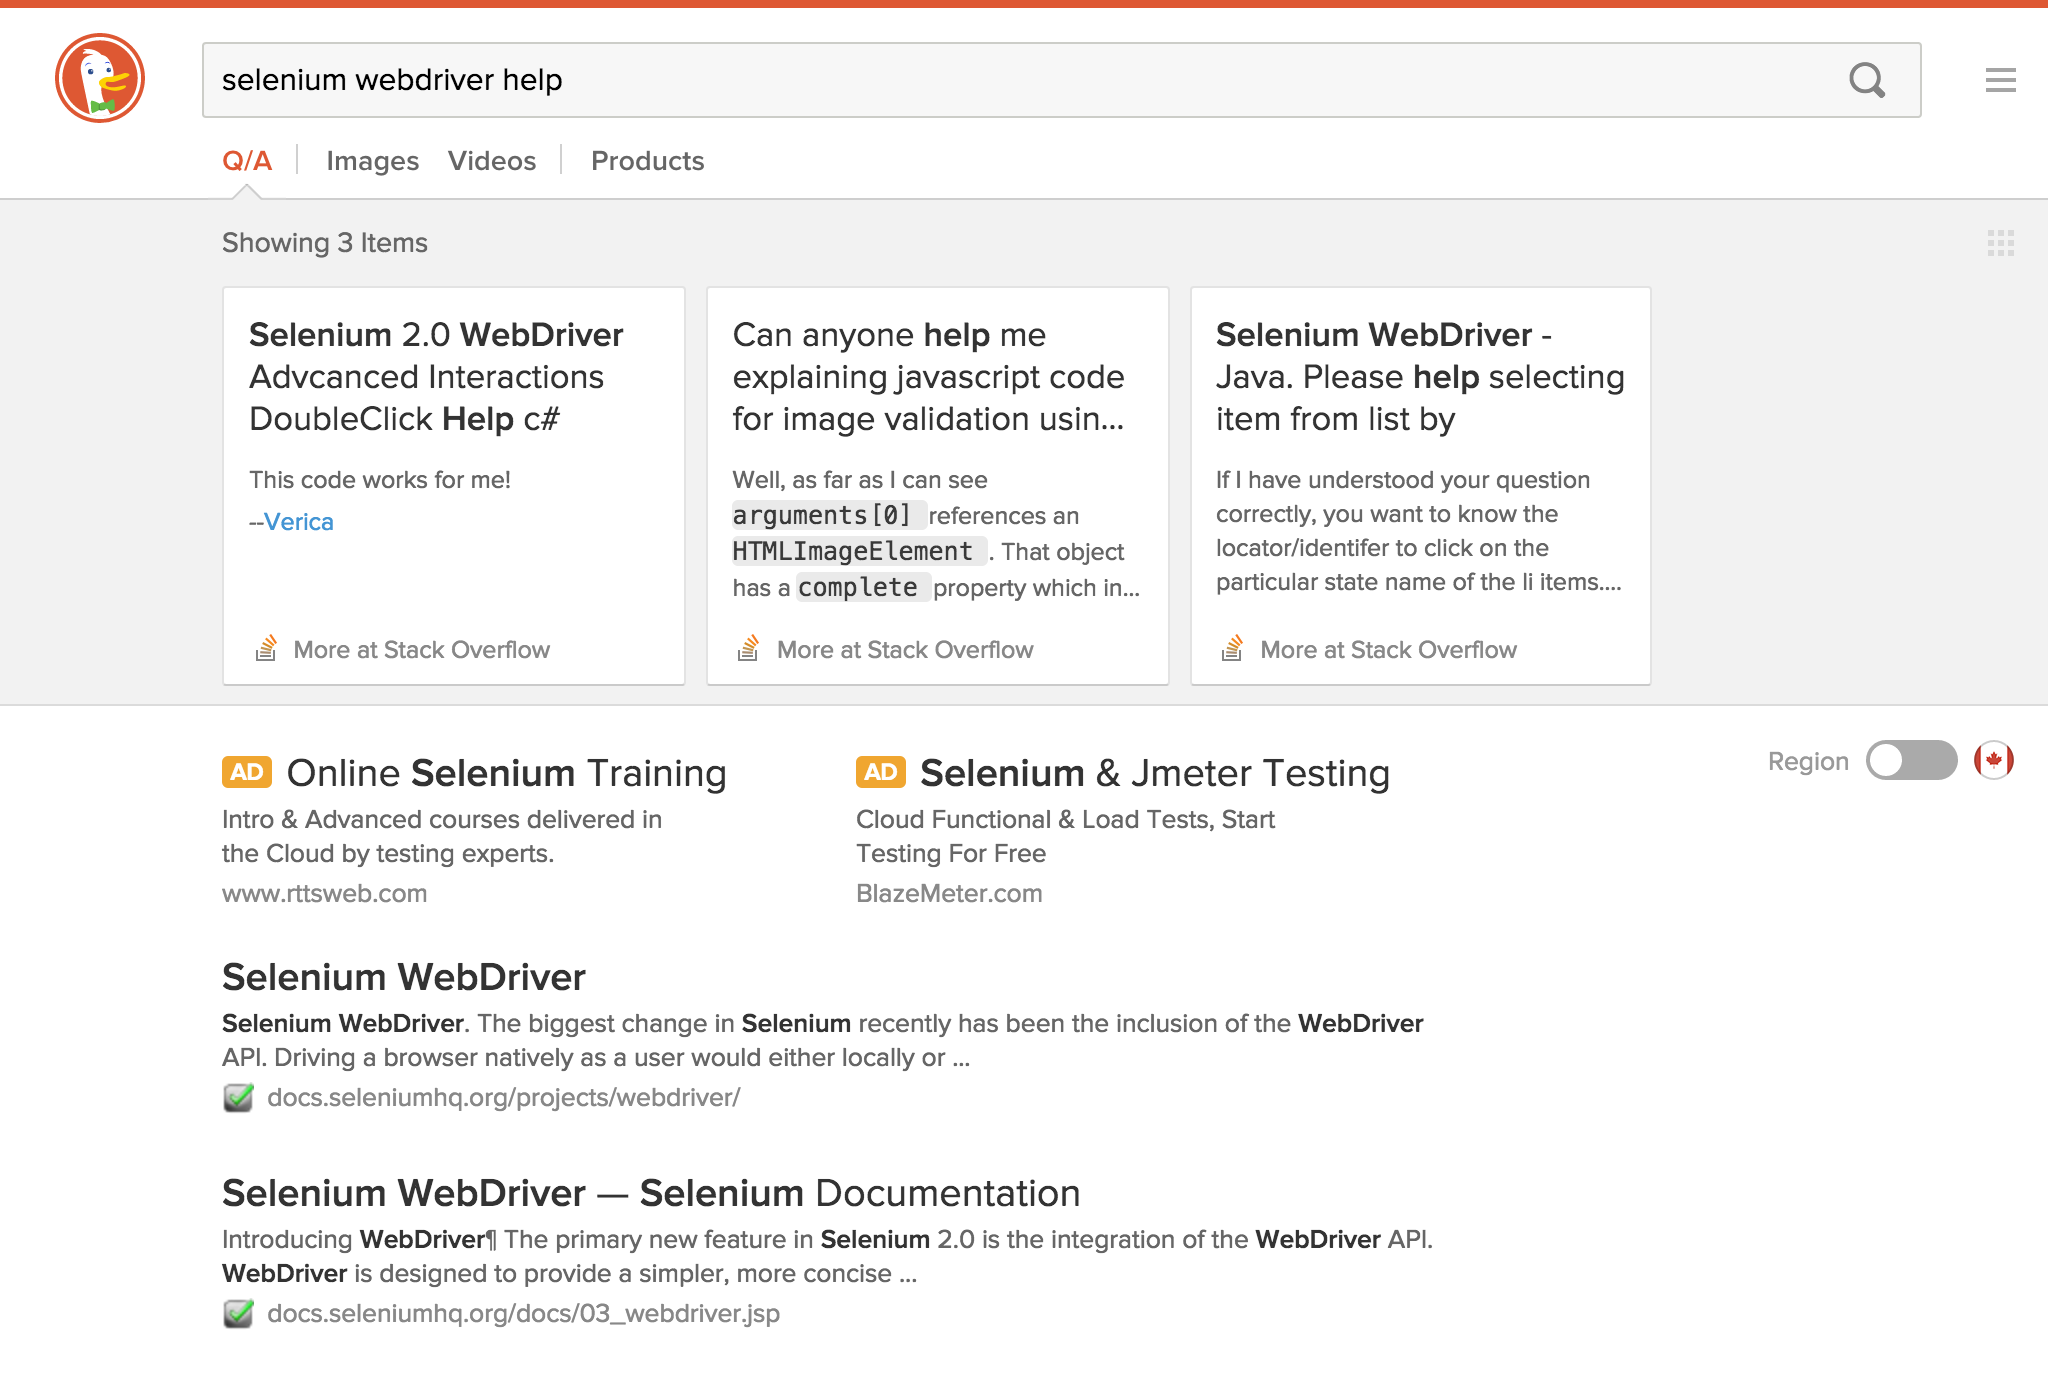 selenium webdriver help
Q/A Images Videos Products
Showing 3 Items
Selenium 2.0 WebDriver
Advcanced Interactions
DoubleClick Help c#
This code works for me!
--Verica
More at Stack Overflow
Can anyone help me
explaining javascript code
for image validation usin...
Well, as far as I can see
arguments[0] references an
HTMLImageElement . That object
has a complete property which in...
More at Stack Overflow
Selenium WebDriver -
Java. Please help selecting
item from list by
If I have understood your question
correctly, you want to know the
locator/identifer to click on the
particular state name of the li items....
More at Stack Overflow
AD Online Selenium Training
Intro & Advanced courses delivered in
the Cloud by testing experts.
www.rttsweb.com
AD Selenium & Jmeter Testing
Cloud Functional & Load Tests, Start
Testing For Free
BlazeMeter.com
Region
Selenium WebDriver
Selenium WebDriver. The biggest change in Selenium recently has been the inclusion of the WebDriver
API. Driving a browser natively as a user would either locally or ...
docs.seleniumhq.org/projects/webdriver/
Selenium WebDriver — Selenium Documentation
Introducing WebDriver¶ The primary new feature in Selenium 2.0 is the integration of the WebDriver API.
WebDriver is designed to provide a simpler, more concise ...
docs.seleniumhq.org/docs/03_webdriver.jsp